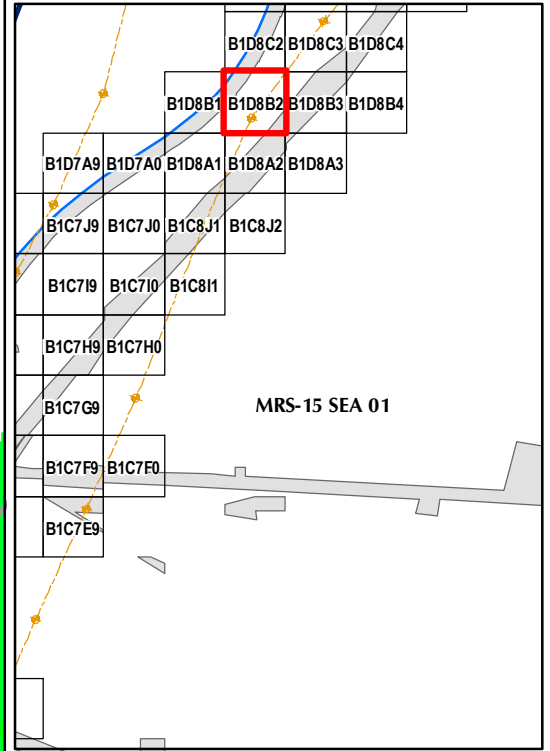 B1D8C2 B1D8C3 B1D8C4
B1D8B1 B1D8B2 B1D8B3 B1D8B4
B1D7A9 B1D7A0 B1D8A1 B1D8A2 B1D8A3
B1C7J9 B1C7J0 B1C8J1 B1C8J2
B1C7I9 B1C7I0 B1C8I1
B1C7H9 B1C7H0
B1C7G9
MRS-15 SEA 01
B1C7F9 B1C7F0
B1C7E9